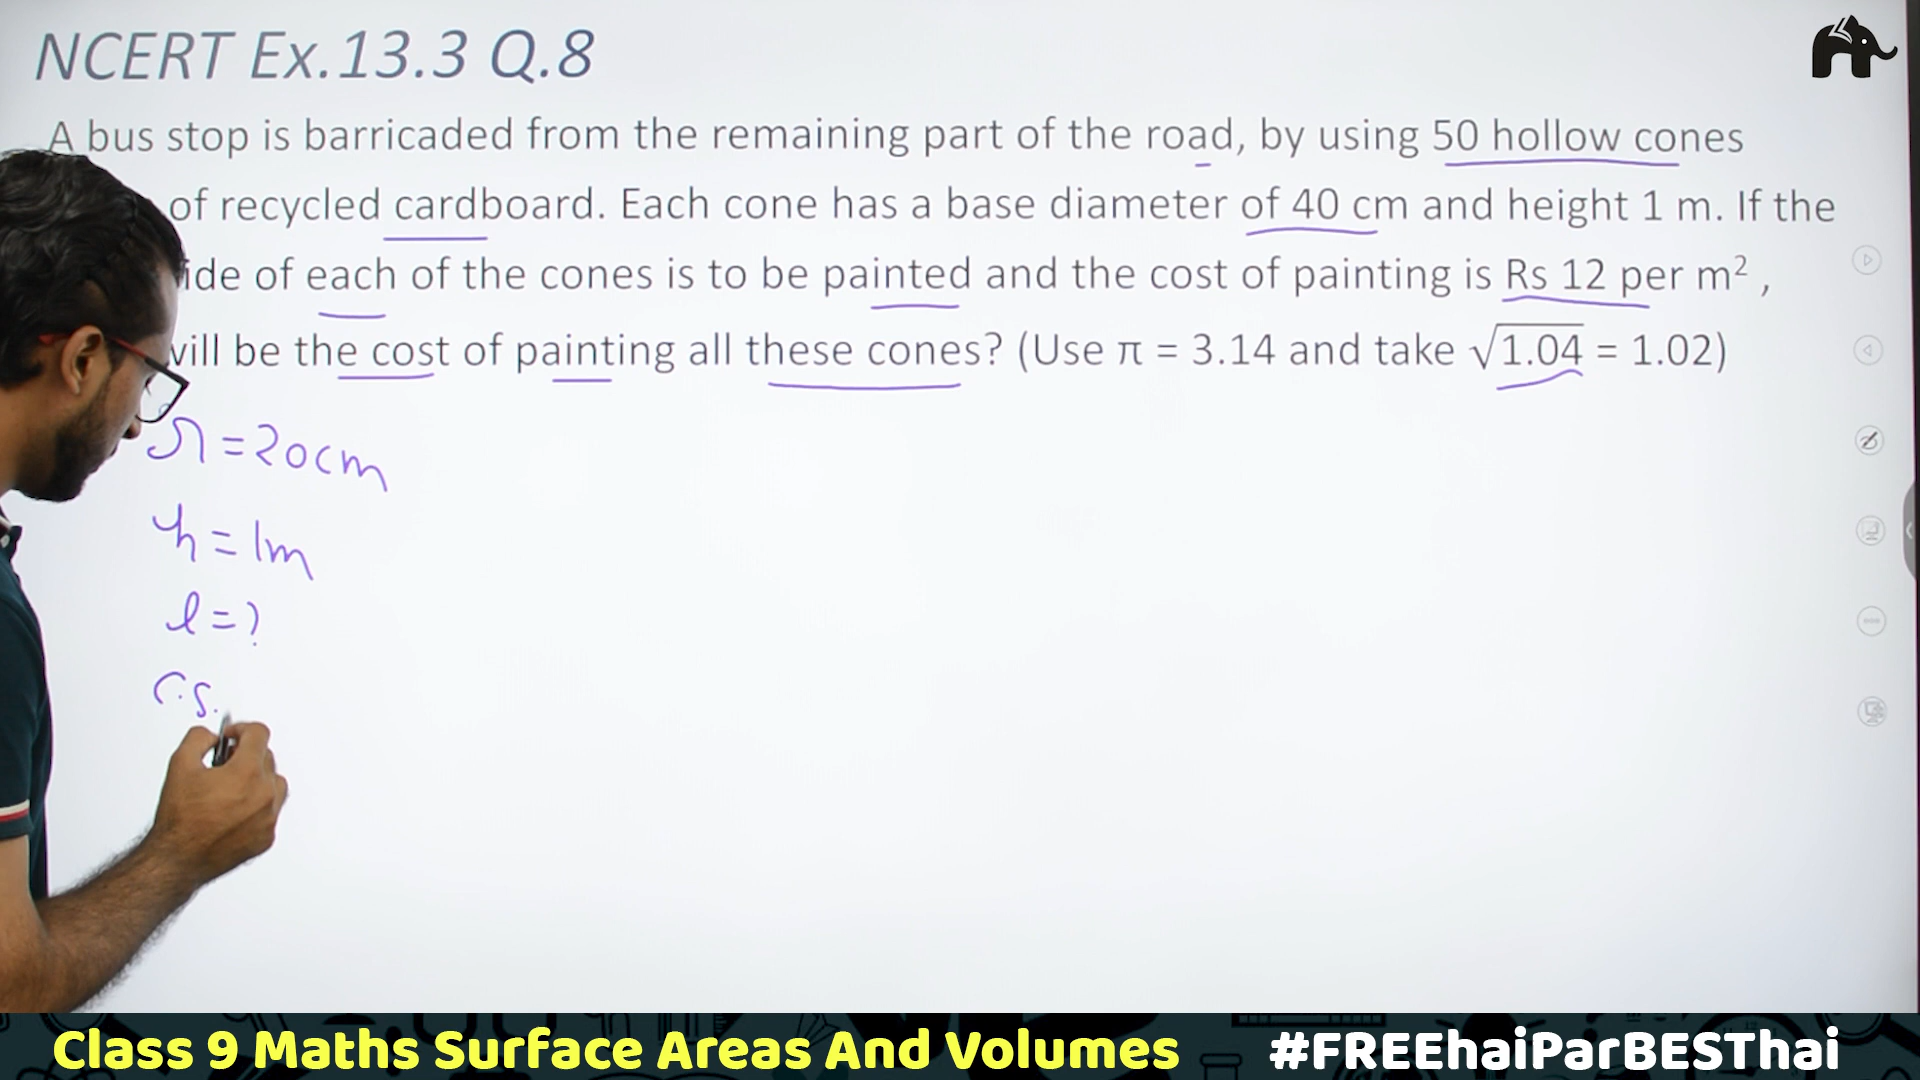 NCERT Ex.13.3 Q.8
A bus stop is barricaded from the remaining part of the road, by using 50 hollow cones
of recycled cardboard. Each cone has a base diameter of 40 cm and height 1 m. If the
of each of the cones is to be painted and the cost of painting is Rs 12 per m² ,
be the cost of painting all these cones? (Use π = 3.14 and take √1.04 = 1.02)
r = 20cm
h = 1m
l = ?
C.S.
Class 9 Maths Surface Areas And Volumes #FREEhaiParBESThai